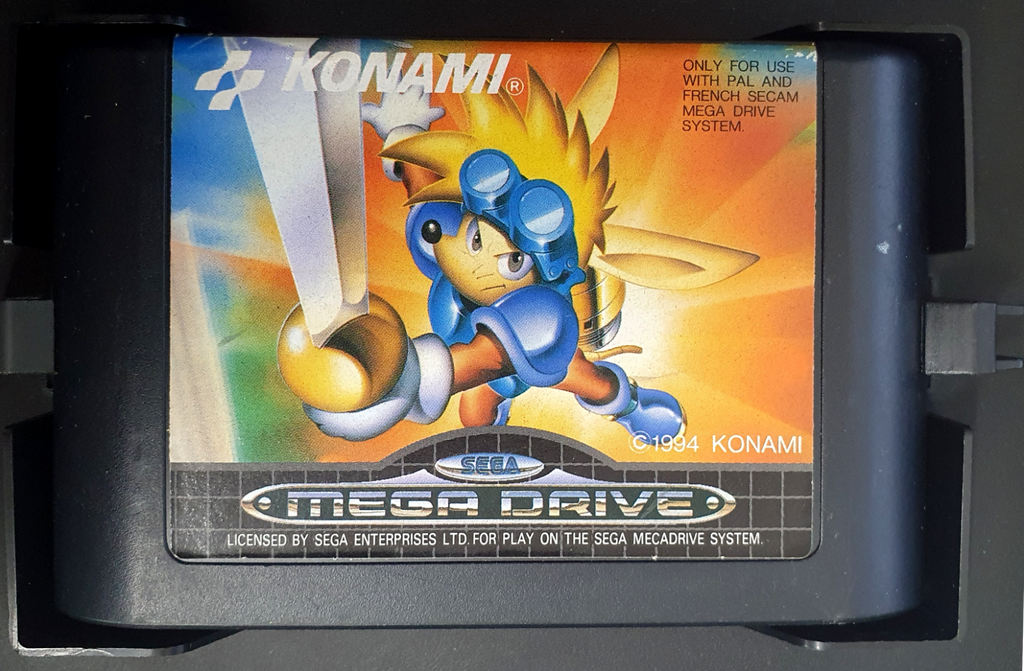 KONAMI®
ONLY FOR USE
WITH PAL AND
FRENCH SECAM
MEGA DRIVE
SYSTEM.
©1994 KONAMI
SEGA
MEGA DRIVE
LICENSED BY SEGA ENTERPRISES LTD. FOR PLAY ON THE SEGA MEGADRIVE SYSTEM.